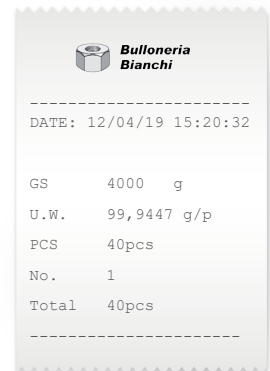 Bulloneria
Bianchi
-----------------------
DATE: 12/04/19 15:20:32
GS 4000 g
U.W. 99,9447 g/p
PCS 40pcs
No. 1
Total 40pcs
----------------------